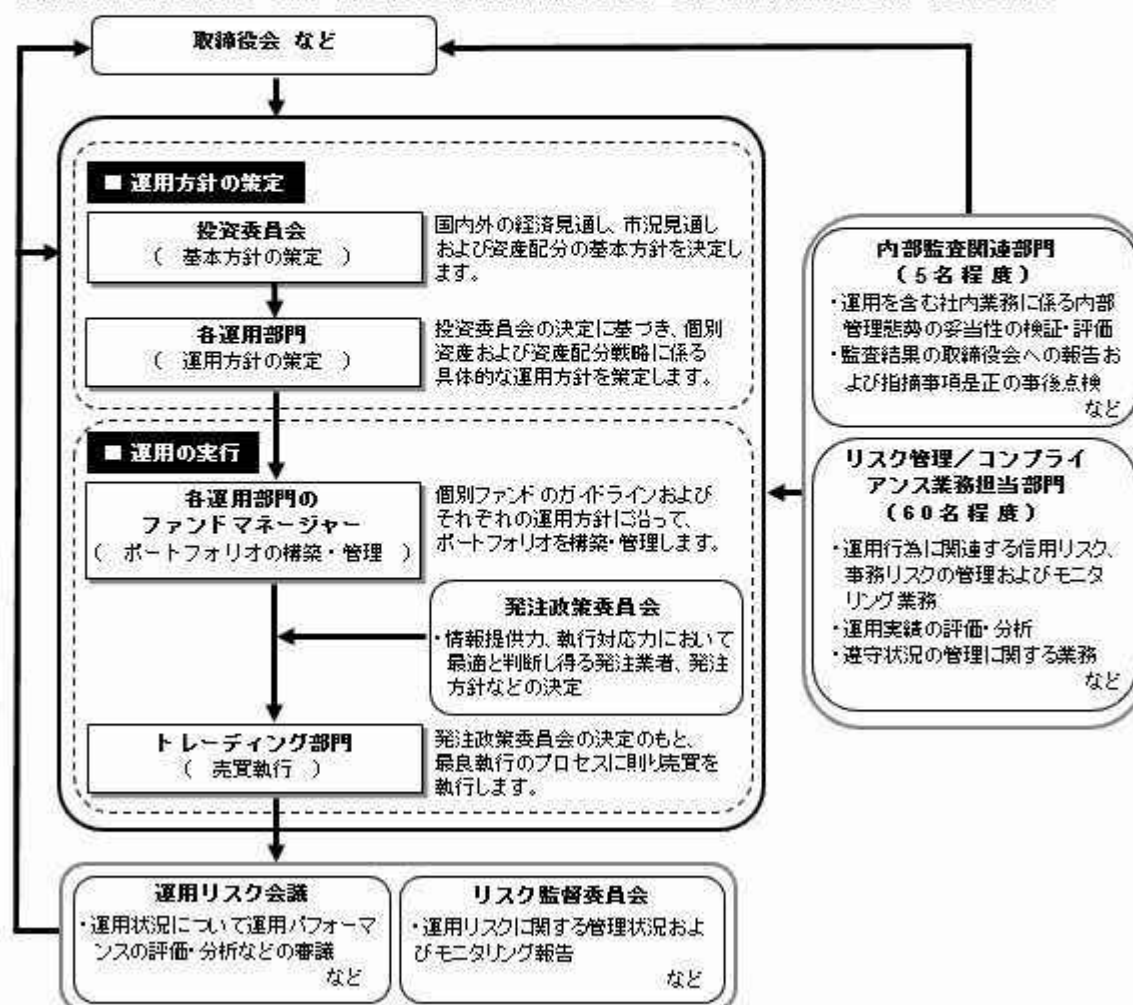 取締役会 など
■ 運用方針の策定
投資委員会
( 基本方針の策定 )
国内外の経済見通し、市況見通し
および資産配分の基本方針を決定し
ます。
各運用部門
( 運用方針の策定 )
投資委員会の決定に基づき、個別
資産および資産配分戦略に係る
具体的な運用方針を策定します。
■ 運用の実行
各運用部門の
ファンドマネージャー
( ポートフォリオの構築・管理 )
個別ファンドのガイドラインおよび
それぞれの運用方針に沿って、
ポートフォリオを構築・管理します。
発注政策委員会
・情報提供力、執行対応力において
最適と判断し得る発注業者、発注
方針などの決定
トレーディング部門
( 売買執行 )
発注政策委員会の決定のもと、
最良執行のプロセスに則り売買を
執行します。
内部監査関連部門
(5名程度)
・運用を含む社内業務に係る内部
管理態勢の妥当性の検証・評価
・監査結果の取締役会への報告お
よび指摘事項是正の事後点検
など
リスク管理/コンプライ
アンス業務担当部門
(60名程度)
・運用行為に関連する信用リスク、
事務リスクの管理およびモニタ
リング業務
・運用実績の評価・分析
・遵守状況の管理に関する業務
など
運用リスク会議
・運用状況について運用パフォーマ
ンスの評価・分析などの審議
など
リスク監督委員会
・運用リスクに関する管理状況およ
びモニタリング報告
など